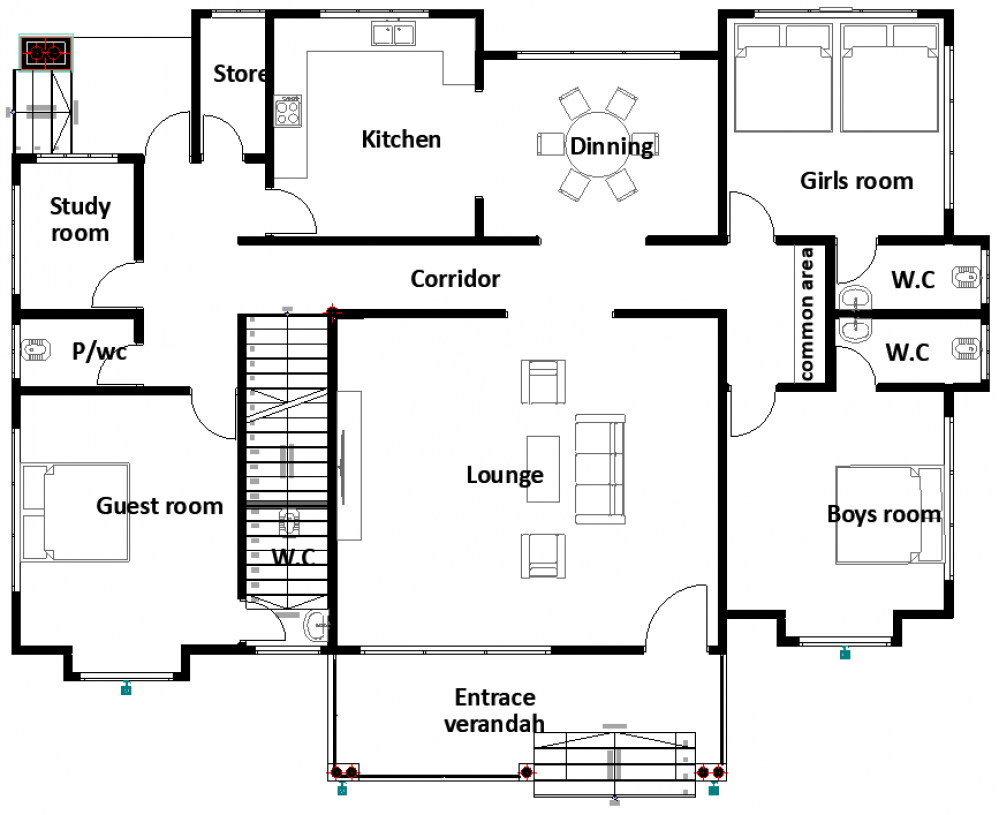 Store
Kitchen
Dinning
Girls room
Study
room
Corridor
common area
W.C
P/wc
W.C
Lounge
Guest room
Boys room
W.C
Entrace
verandah